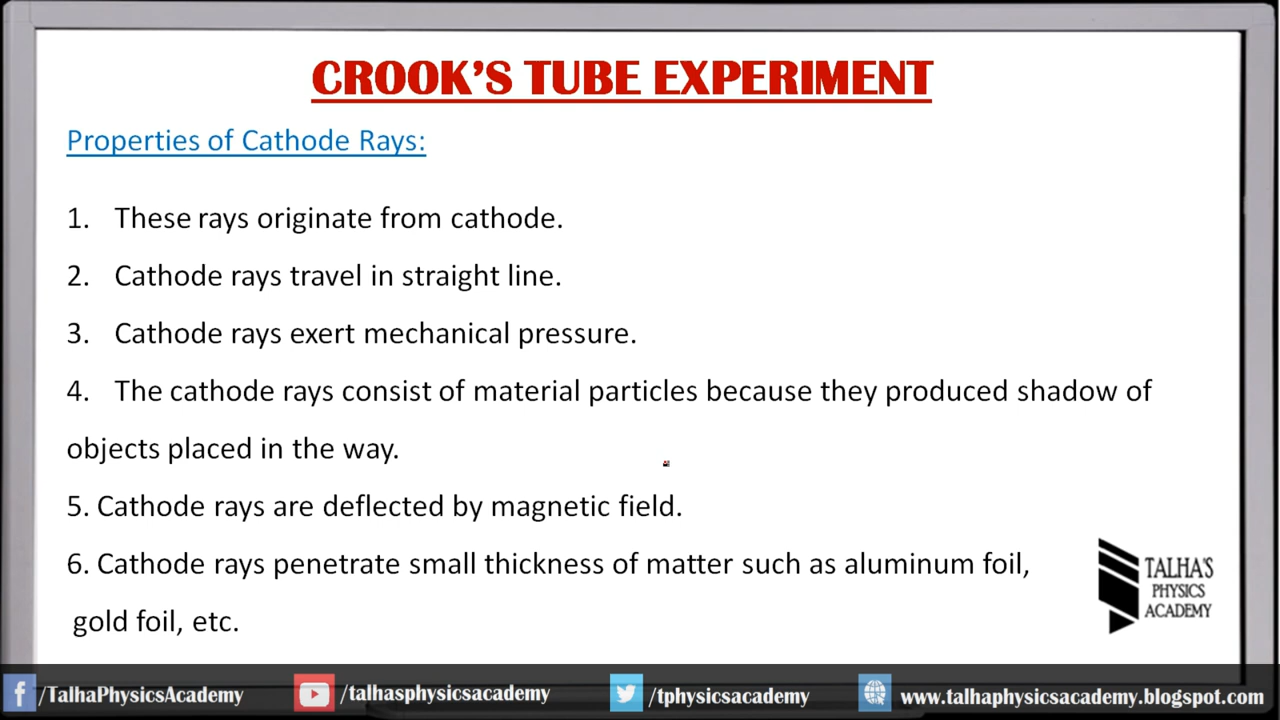 CROOK'S TUBE EXPERIMENT
Properties of Cathode Rays:
1. These rays originate from cathode.
2. Cathode rays travel in straight line.
3. Cathode rays exert mechanical pressure.
4. The cathode rays consist of material particles because they produced shadow of
objects placed in the way.
5. Cathode rays are deflected by magnetic field.
6. Cathode rays penetrate small thickness of matter such as aluminum foil,
gold foil, etc.
TALHA'S
PHYSICS
ACADEMY
/TalhaPhysicsAcademy /talhasphysicsacademy /tphysicsacademy www.talhaphysicsacademy.blogspot.com